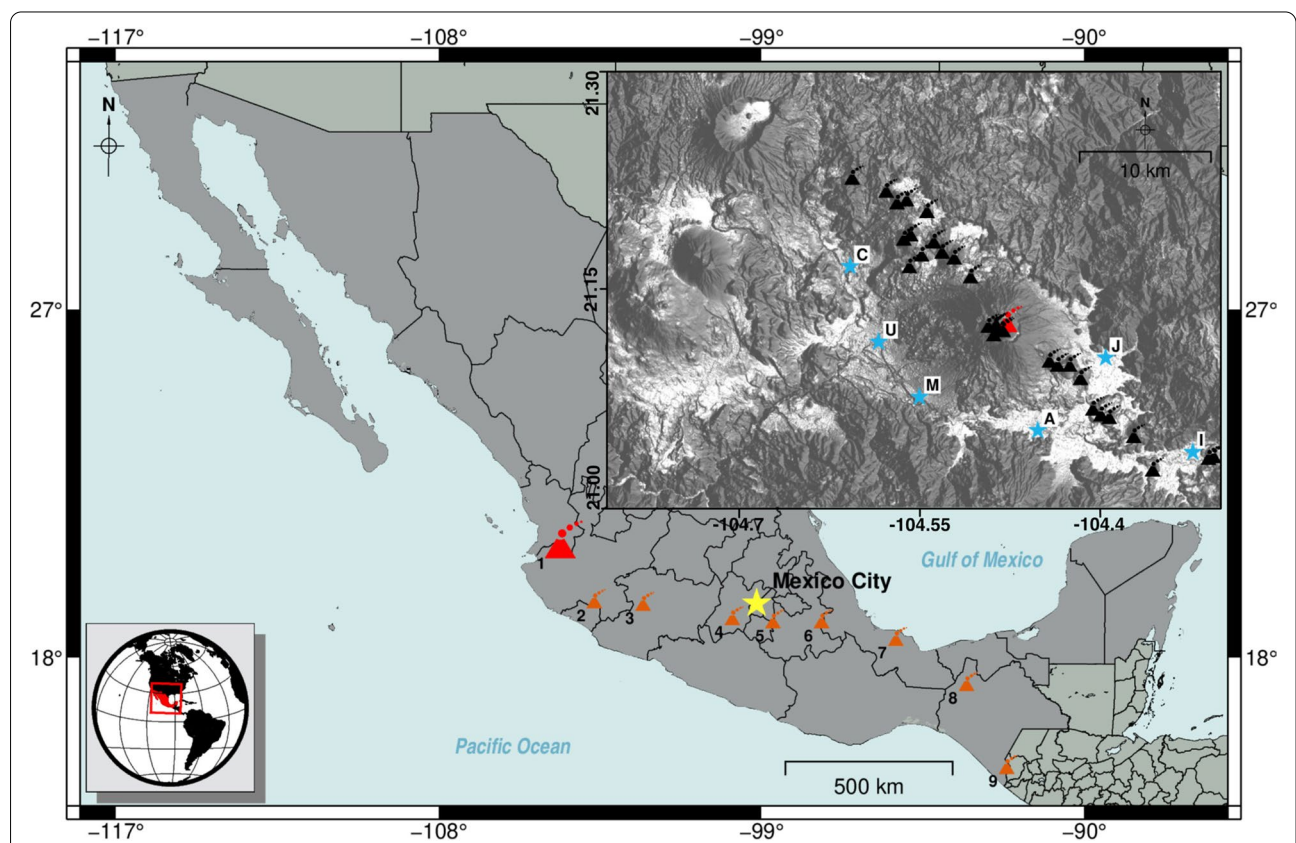 −117°
−108°
−99°
−90°
N
21.30
N
10 km
C
21.15
27°
27°
U
J
M
A
I
21.00
-104.7
-104.55
-104.4
Gulf of Mexico
1
Mexico City
2
3
4
5
6
7
18°
18°
8
Pacific Ocean
500 km
9
−117°
−108°
−99°
−90°